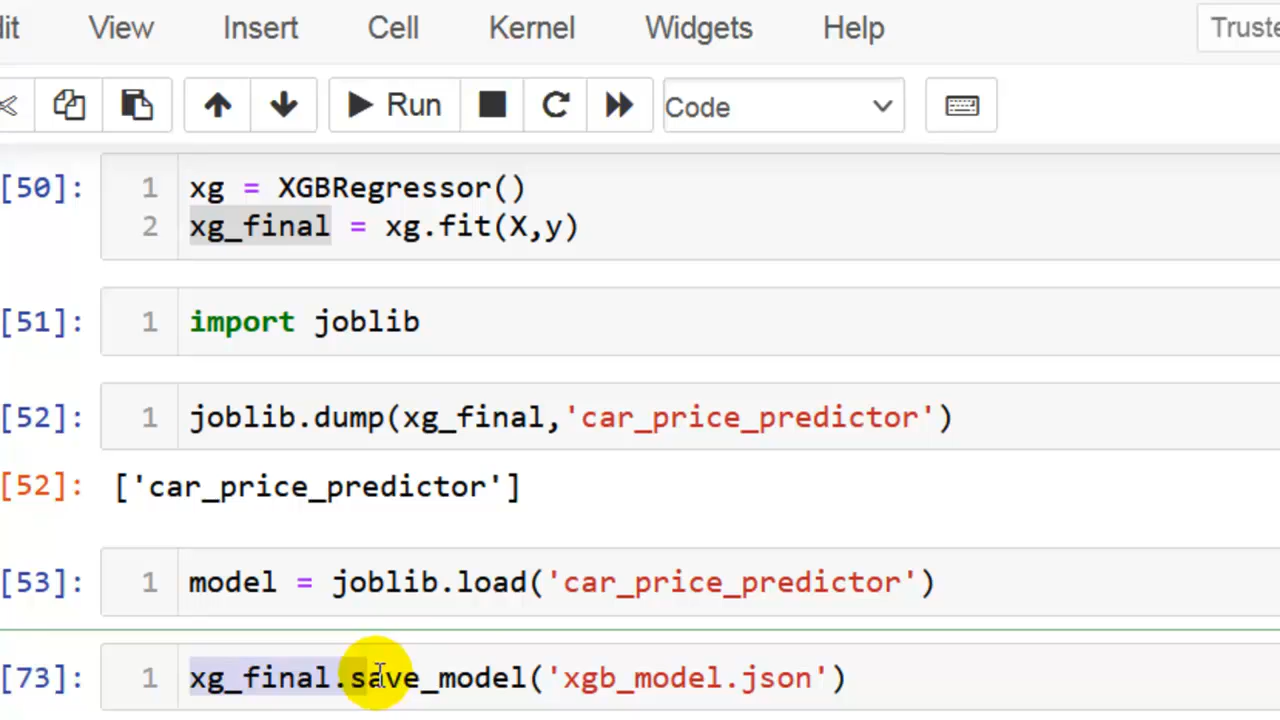 View Insert Cell Kernel Widgets Help
Run Code
[50]: 1 xg = XGBRegressor()
2 xg_final = xg.fit(X,y)
[51]: 1 import joblib
[52]: 1 joblib.dump(xg_final,'car_price_predictor')
[52]: ['car_price_predictor']
[53]: 1 model = joblib.load('car_price_predictor')
[73]: 1 xg_final.save_model('xgb_model.json')